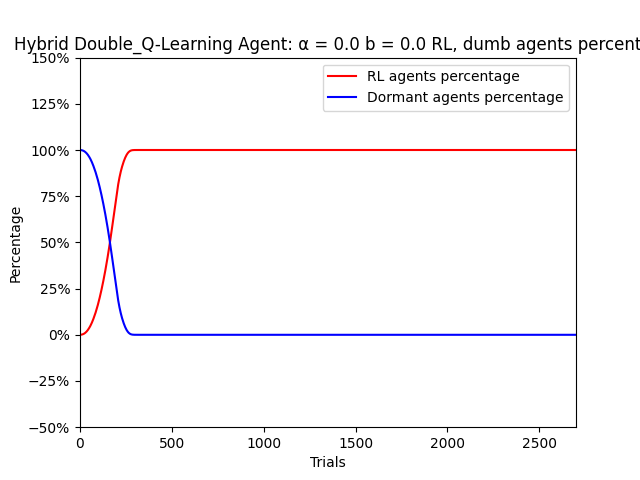 Hybrid Double_Q-Learning Agent: α = 0.0 b = 0.0 RL, dumb agents percent
150%
125%
100%
75%
50%
25%
0%
−25%
−50%
Percentage
RL agents percentage
Dormant agents percentage
0 500 1000 1500 2000 2500
Trials